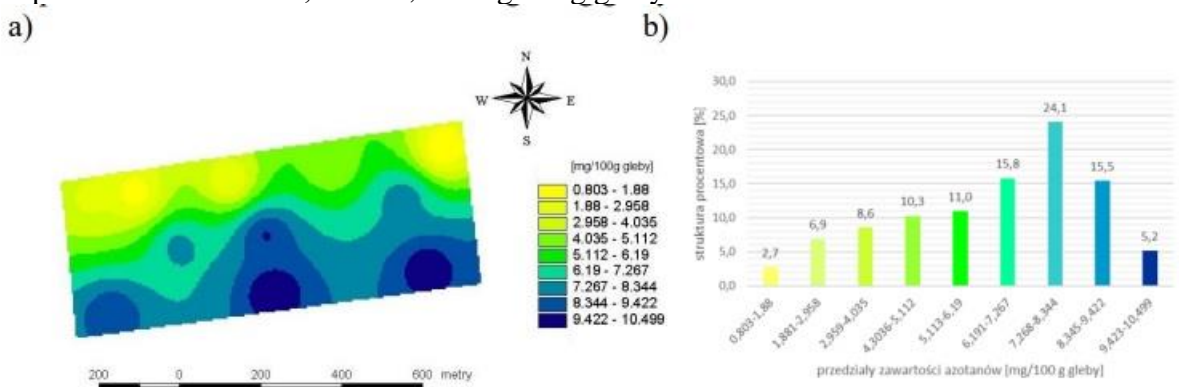 a)
b)
N
W
E
S
[mg/100g gleby]
0.803 - 1.88
1.88 - 2.958
2.958 - 4.035
4.035 - 5.112
5.112 - 6.19
6.19 - 7.267
7.267 - 8.344
8.344 - 9.422
9.422 - 10.499
200 0 200 400 600 metry
struktura procentowa [%]
30,0
25,0
20,0
15,0
10,0
5,0
0,0
2,7
6,9
8,6
10,3
11,0
15,8
24,1
15,5
5,2
0,803-1,88
1,881-2,958
2,959-4,035
4,3036-5,112
5,113-6,19
6,191-7,267
7,268-8,344
8,345-9,422
9,423-10,499
przedziały zawartości azotanów [mg/100 g gleby]